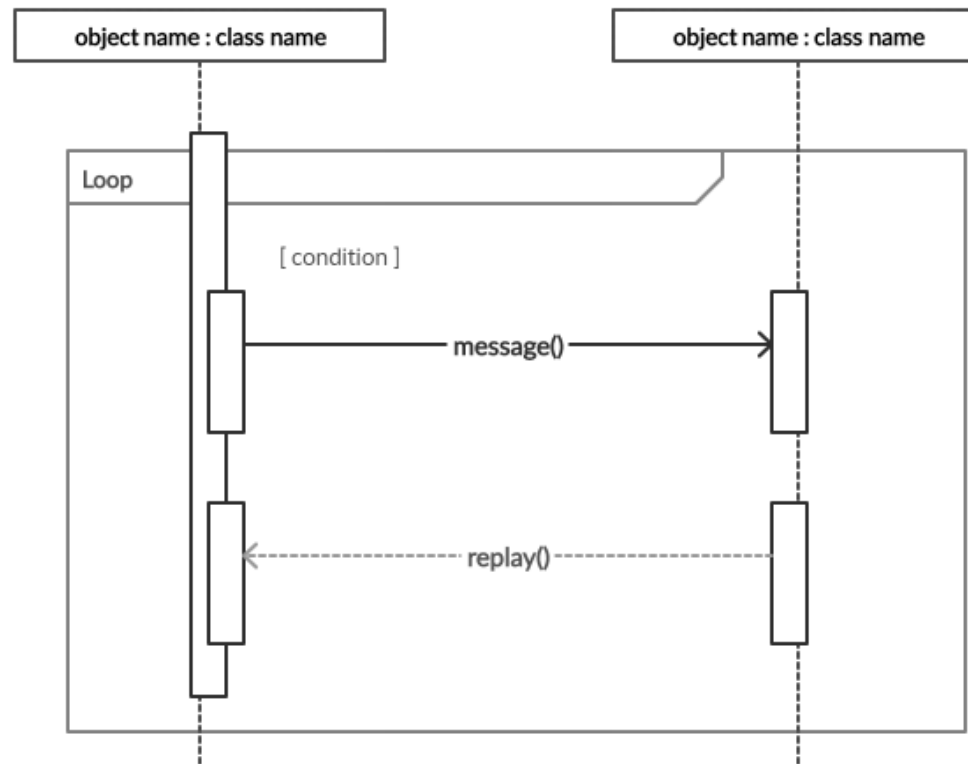 object name : class name
object name : class name
Loop
[ condition ]
message()
replay()